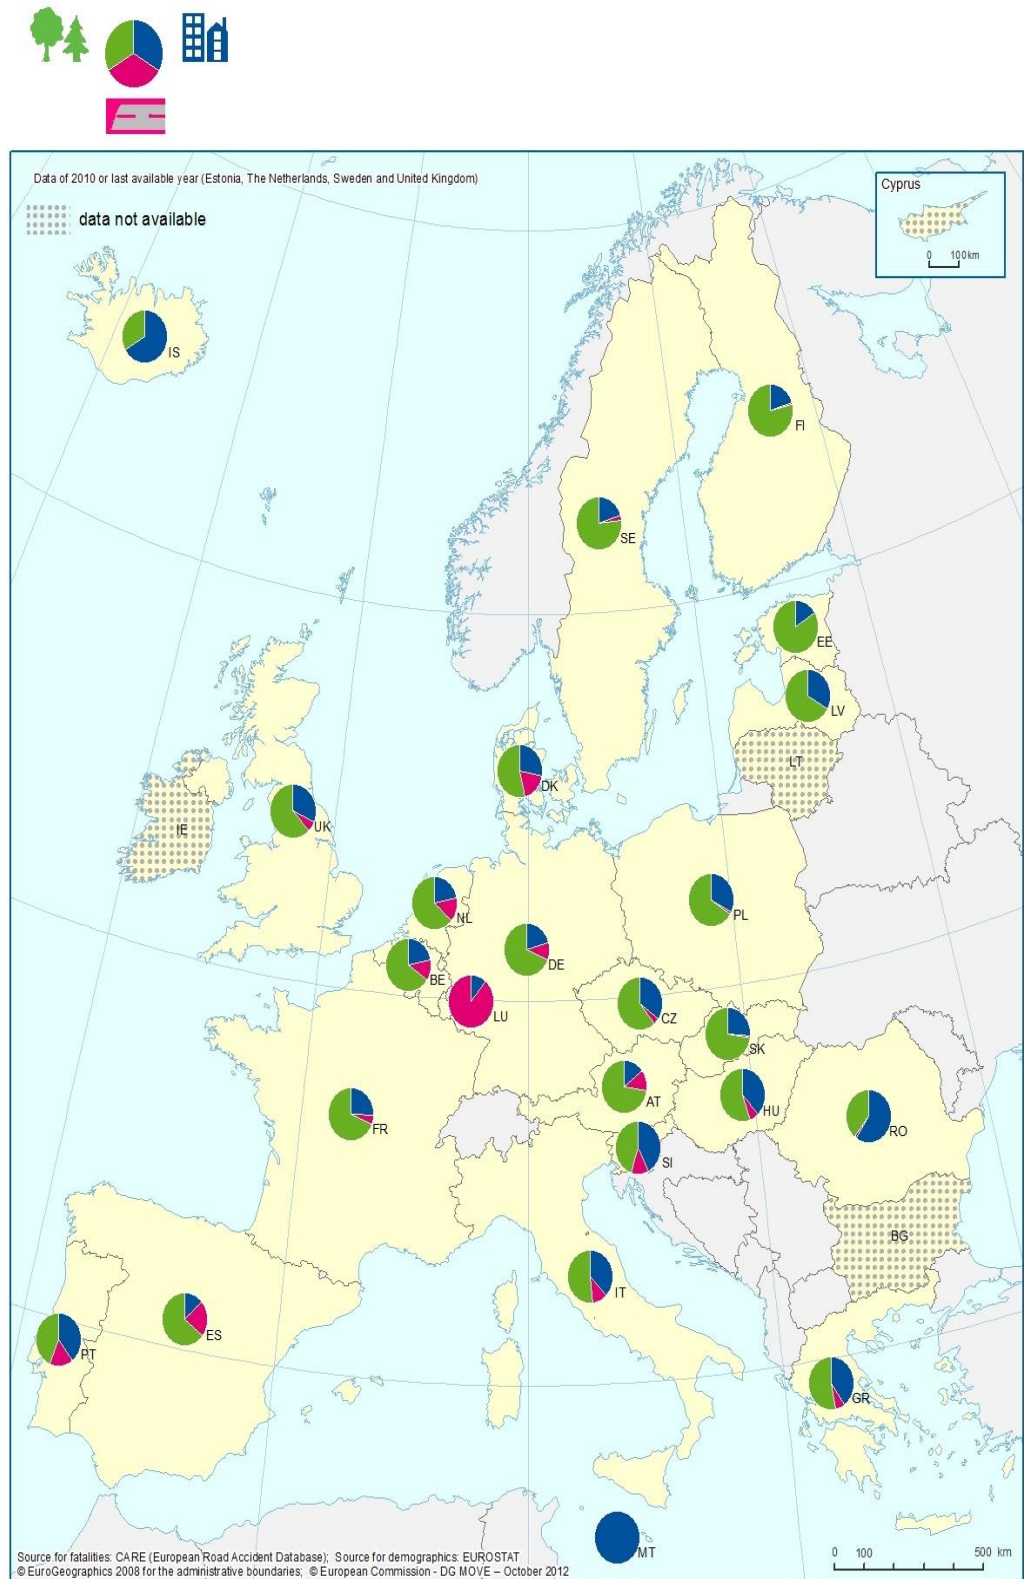 Data of 2010 or last available year (Estonia, The Netherlands, Sweden and United Kingdom)
Cyprus
data not available
0 100km
IS
FI
SE
EE
LV
LT
DK
UK
IE
PL
NL
DE
BE
LU
CZ
SK
AT
HU
FR
RO
SI
BG
IT
ES
PT
GR
MT
0 100 500 km
Source for fatalities: CARE (European Road Accident Database); Source for demographics: EUROSTAT
© EuroGeographics 2008 for the administrative boundaries; © European Commission - DG MOVE – October 2012